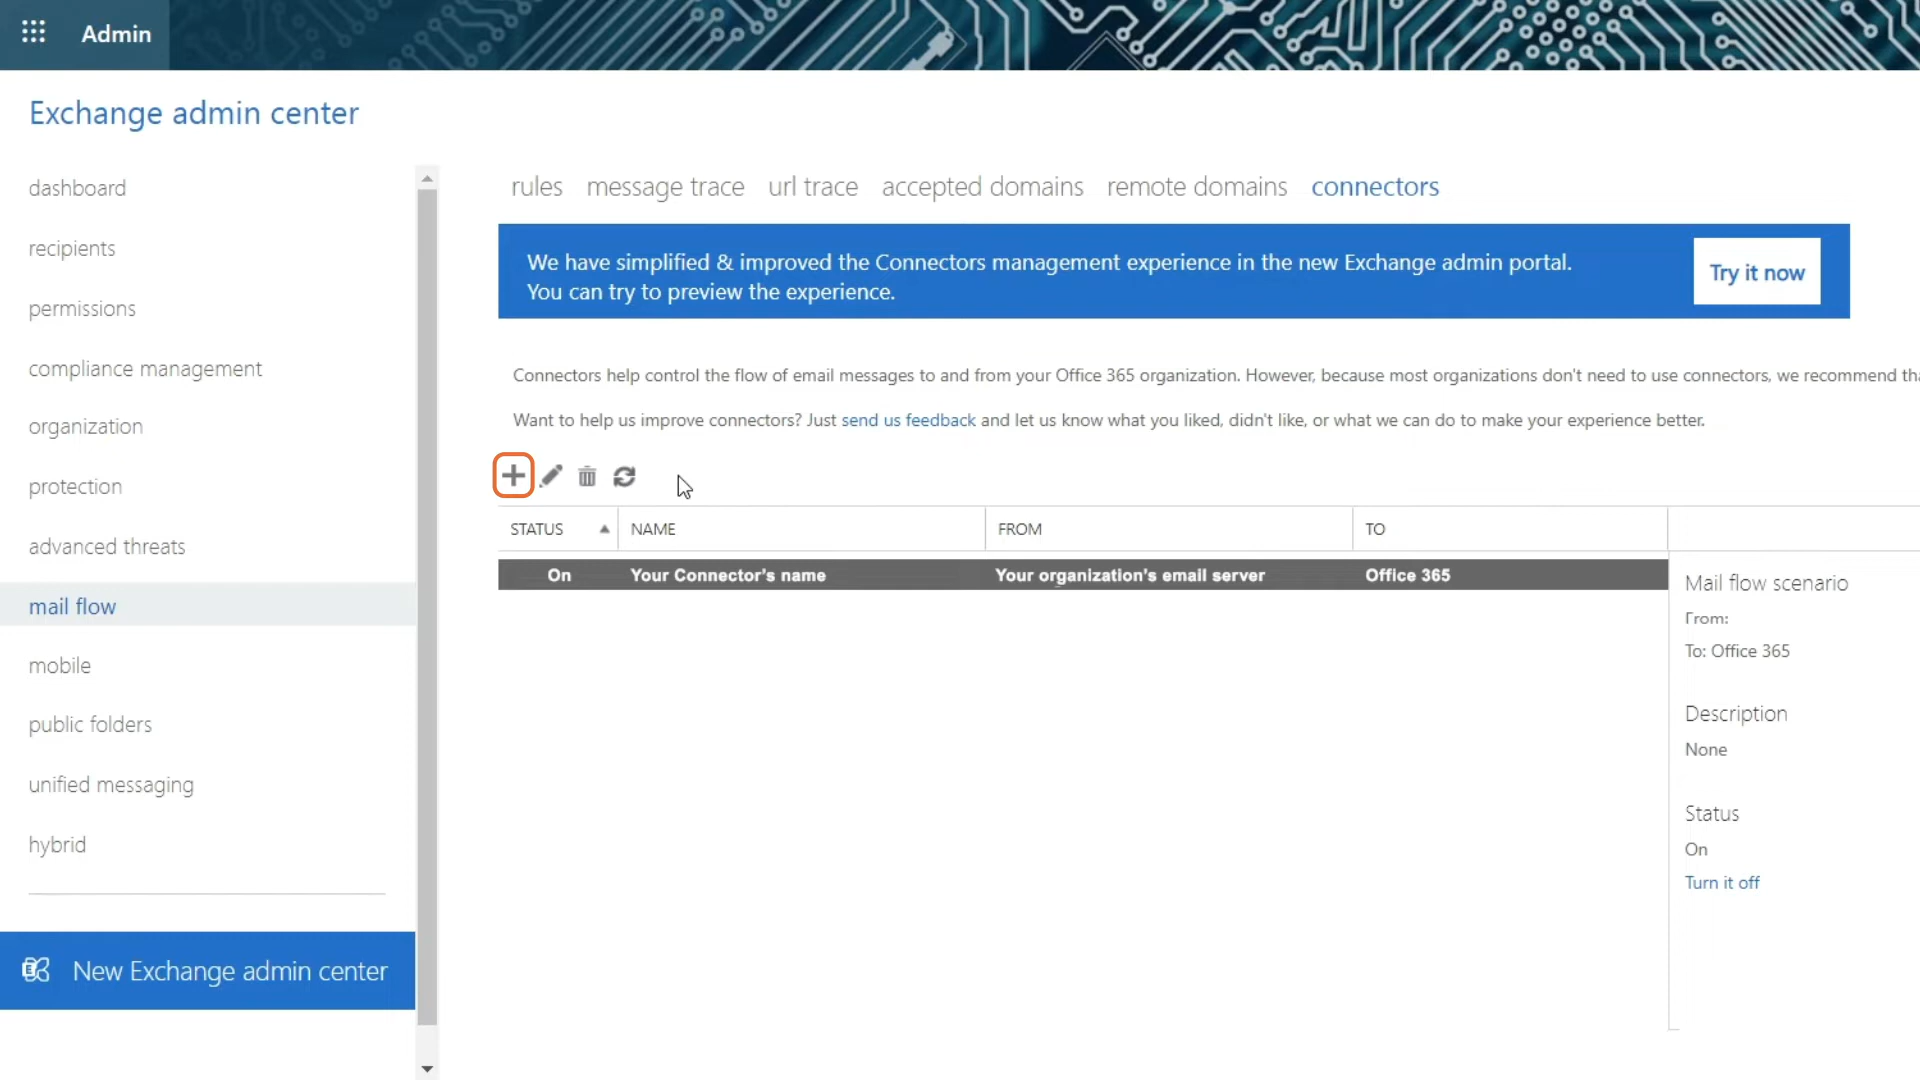 Admin
Exchange admin center
dashboard
recipients
permissions
compliance management
organization
protection
advanced threats
mail flow
mobile
public folders
unified messaging
hybrid
New Exchange admin center
rules message trace url trace accepted domains remote domains connectors
We have simplified & improved the Connectors management experience in the new Exchange admin portal.
You can try to preview the experience.
Try it now
Connectors help control the flow of email messages to and from your Office 365 organization. However, because most organizations don't need to use connectors, we recommend tha
Want to help us improve connectors? Just send us feedback and let us know what you liked, didn't like, or what we can do to make your experience better.
STATUS NAME FROM TO
On Your Connector's name Your organization's email server Office 365
Mail flow scenario
From:
To: Office 365
Description
None
Status
On
Turn it off